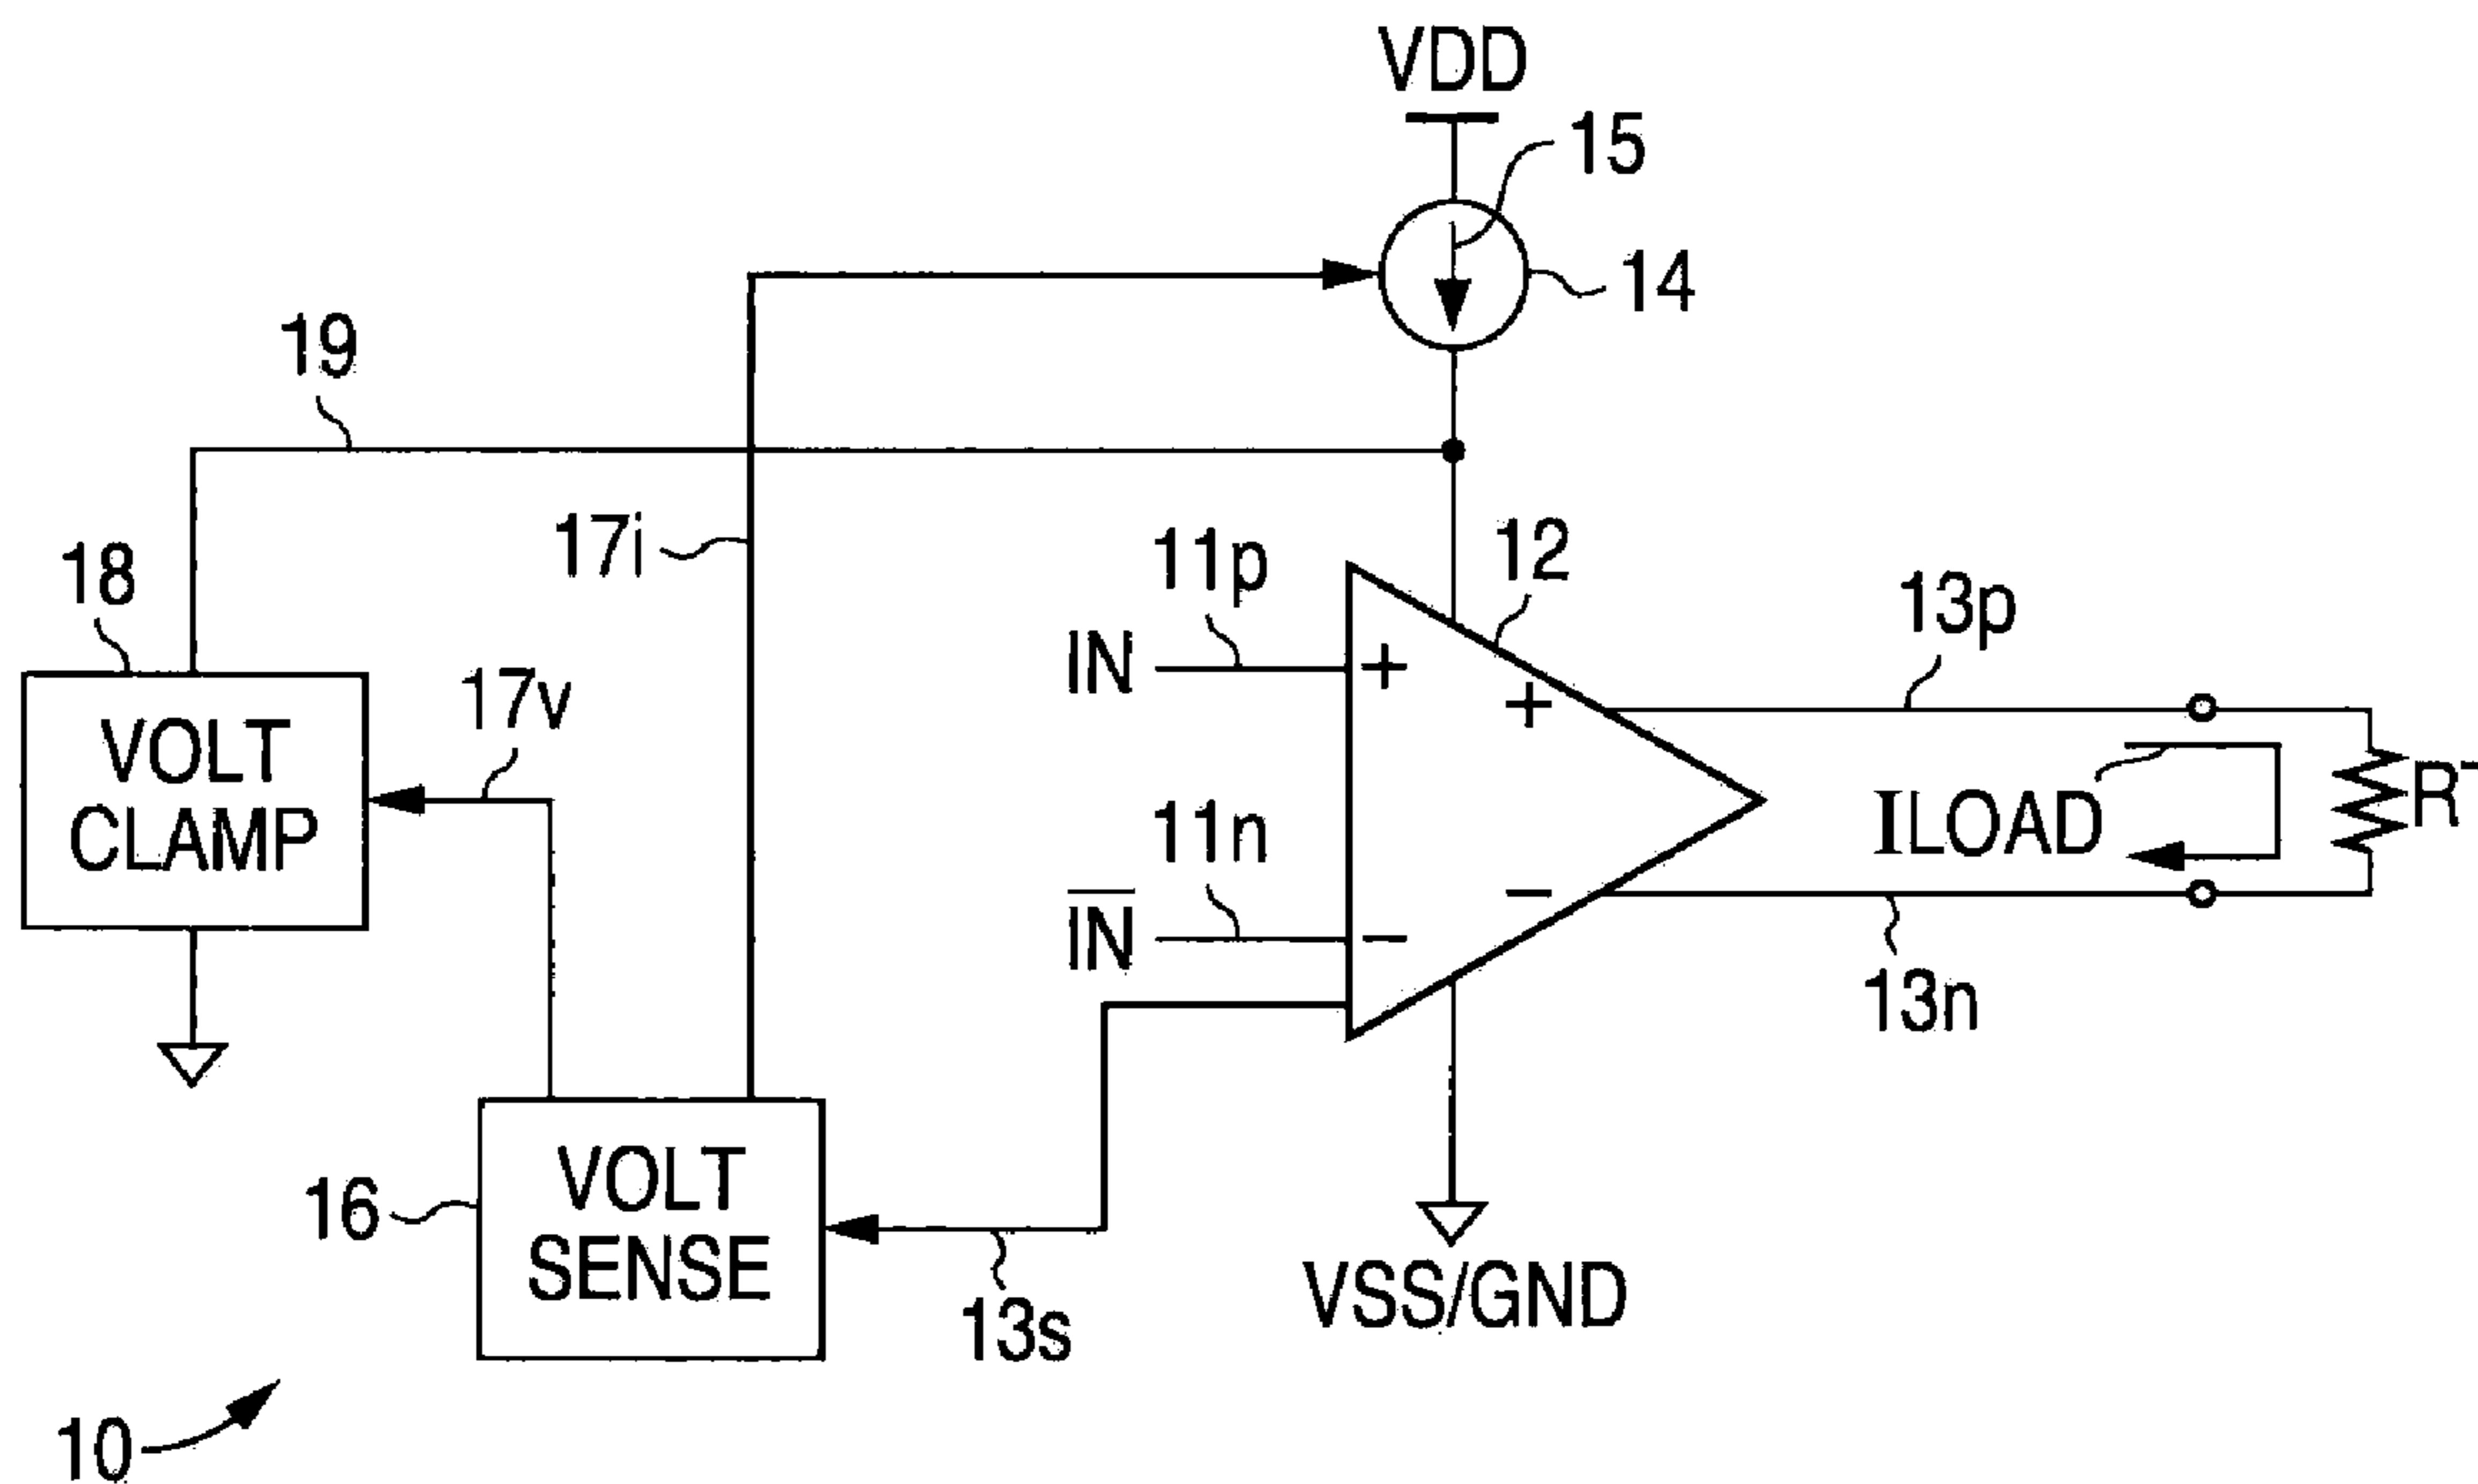 VDD
15
14
19
17i
11p
12
13p
18
IN
17v
VOLT
CLAMP
11n
ILOAD
R
IN
13n
VOLT
SENSE
16
13s
VSS/GND
10